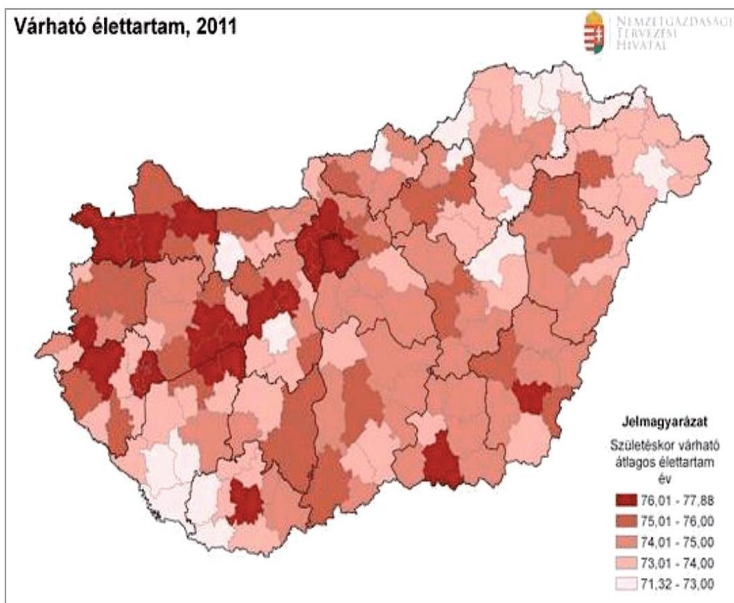 Várható élettartam, 2011
NEMZETGAZDASÁGI
TERVEZÉSI
HIVATAL
Jelmagyarázat
Születéskor várható
átlagos élettartam
év
76,01 - 77,88
75,01 - 76,00
74,01 - 75,00
73,01 - 74,00
71,32 - 73,00